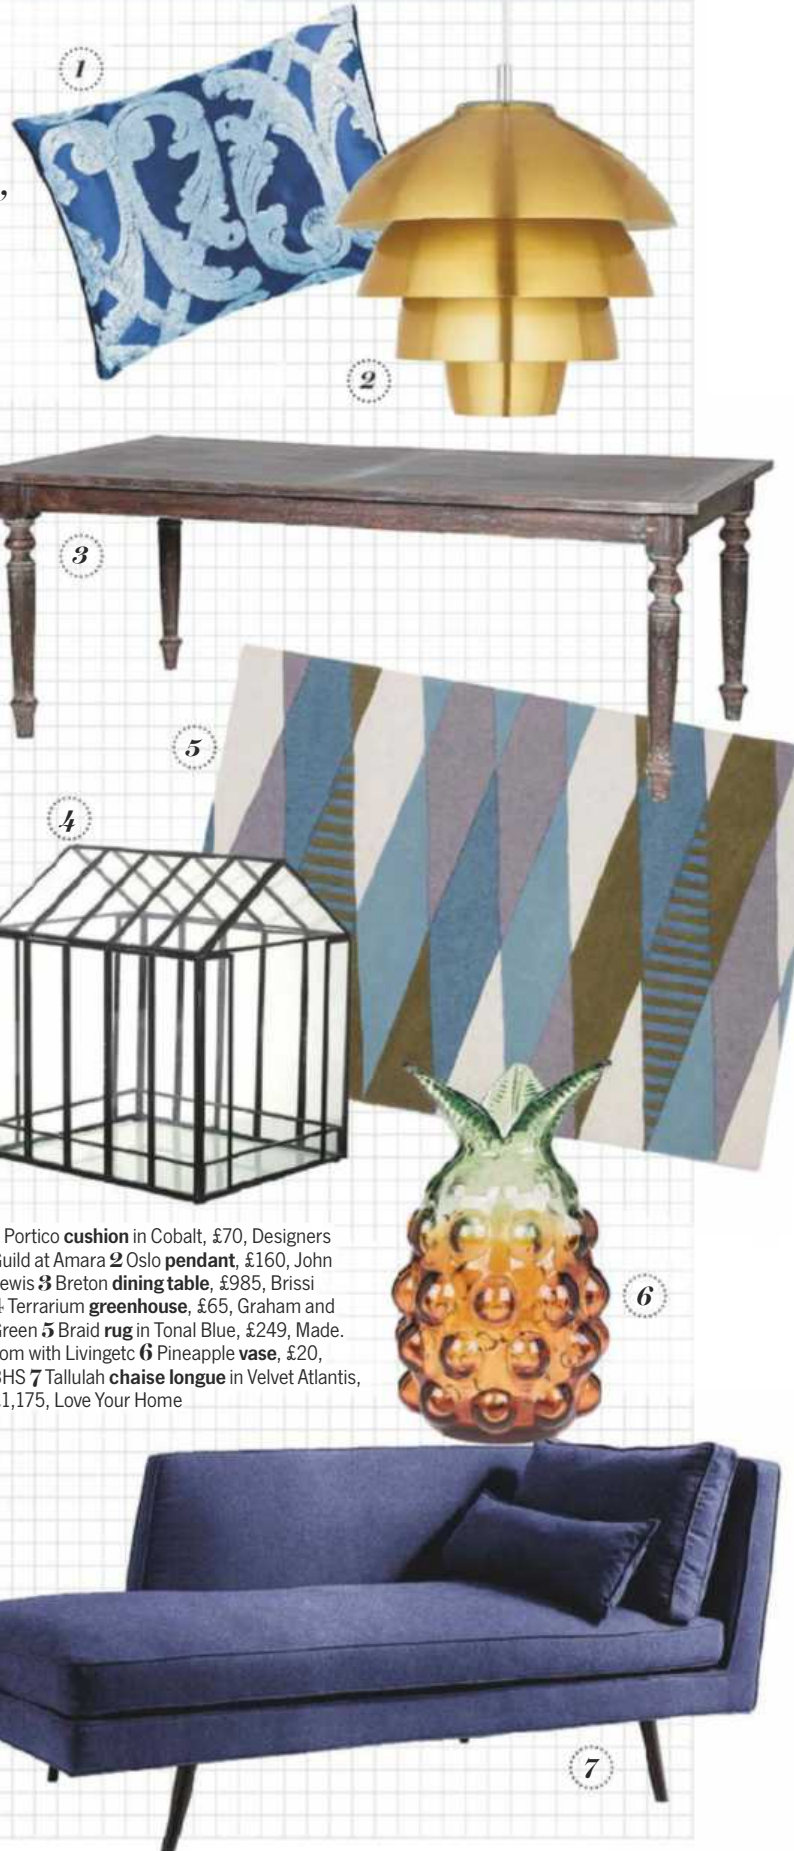 ,
1
2
3
5
4
Portico cushion in Cobalt, £70, Designers
Guild at Amara 2 Oslo pendant, £160, John
ewis 3 Breton dining table, £985, Brissi
4 Terrarium greenhouse, £65, Graham and
Green 5 Braid rug in Tonal Blue, £249, Made.
om with Livingetc 6 Pineapple vase, £20,
BHS 7 Tallulah chaise longue in Velvet Atlantis,
£1,175, Love Your Home
6
7